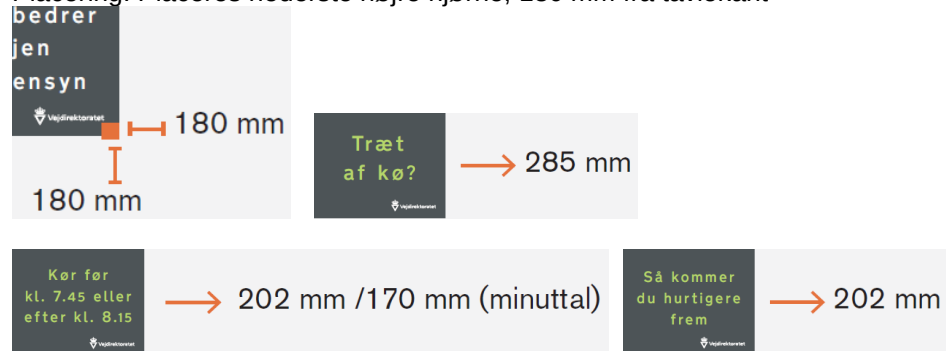 bedrer
jen
ensyn
Vejdirektoratet
180 mm
180 mm
Træt
af kø?
Vejdirektoratet
285 mm
Kør før
kl. 7.45 eller
efter kl. 8.15
Vejdirektoratet
202 mm /170 mm (minuttal)
Så kommer
du hurtigere
frem
Vejdirektoratet
202 mm